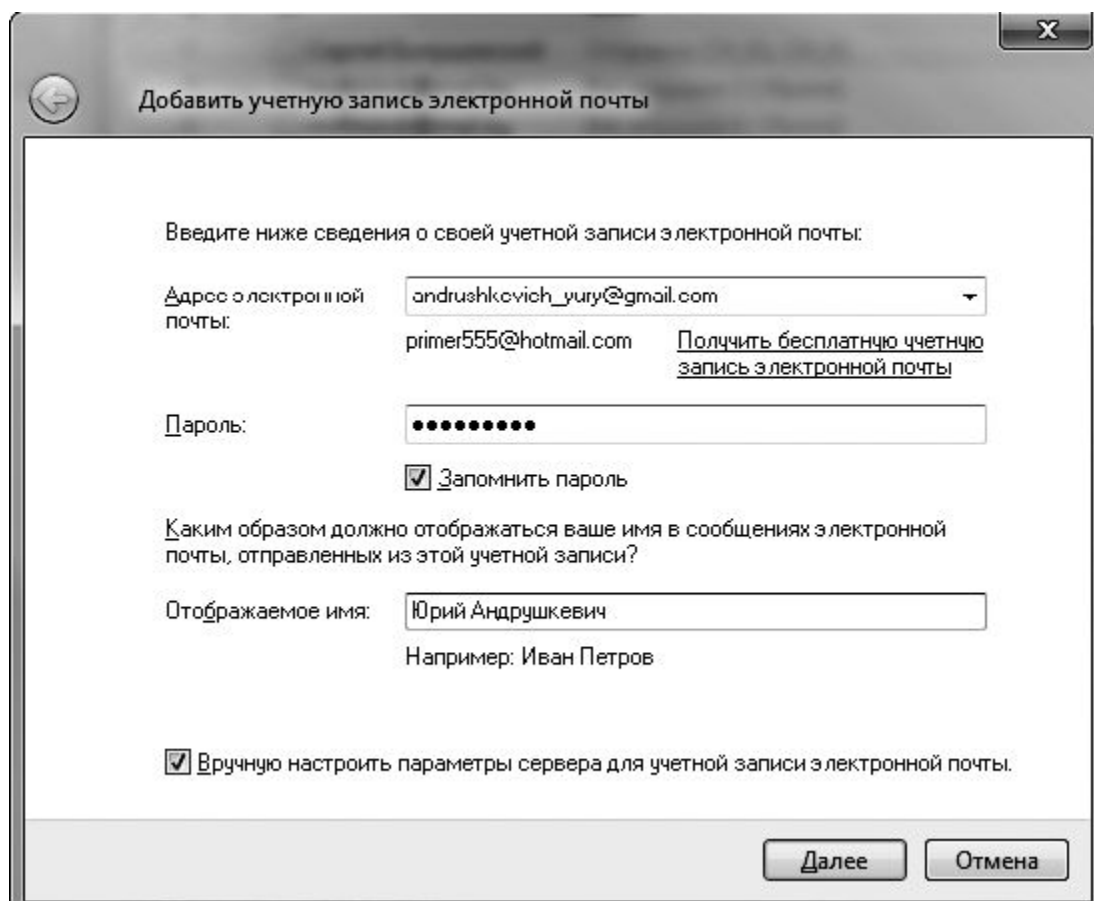 x
Добавить учетную запись электронной почты
Введите ниже сведения о своей учетной записи электронной почты:
Адрес электронной
почты:
andrushkevich_yury@gmail.com
primer555@hotmail.com
Получить бесплатную учетную
запись электронной почты
Пароль:
•••••••••
Запомнить пароль
Каким образом должно отображаться ваше имя в сообщениях электронной
почты, отправленных из этой учетной записи?
Отображаемое имя:
Юрий Андрушкевич
Например: Иван Петров
Вручную настроить параметры сервера для учетной записи электронной почты.
Далее
Отмена